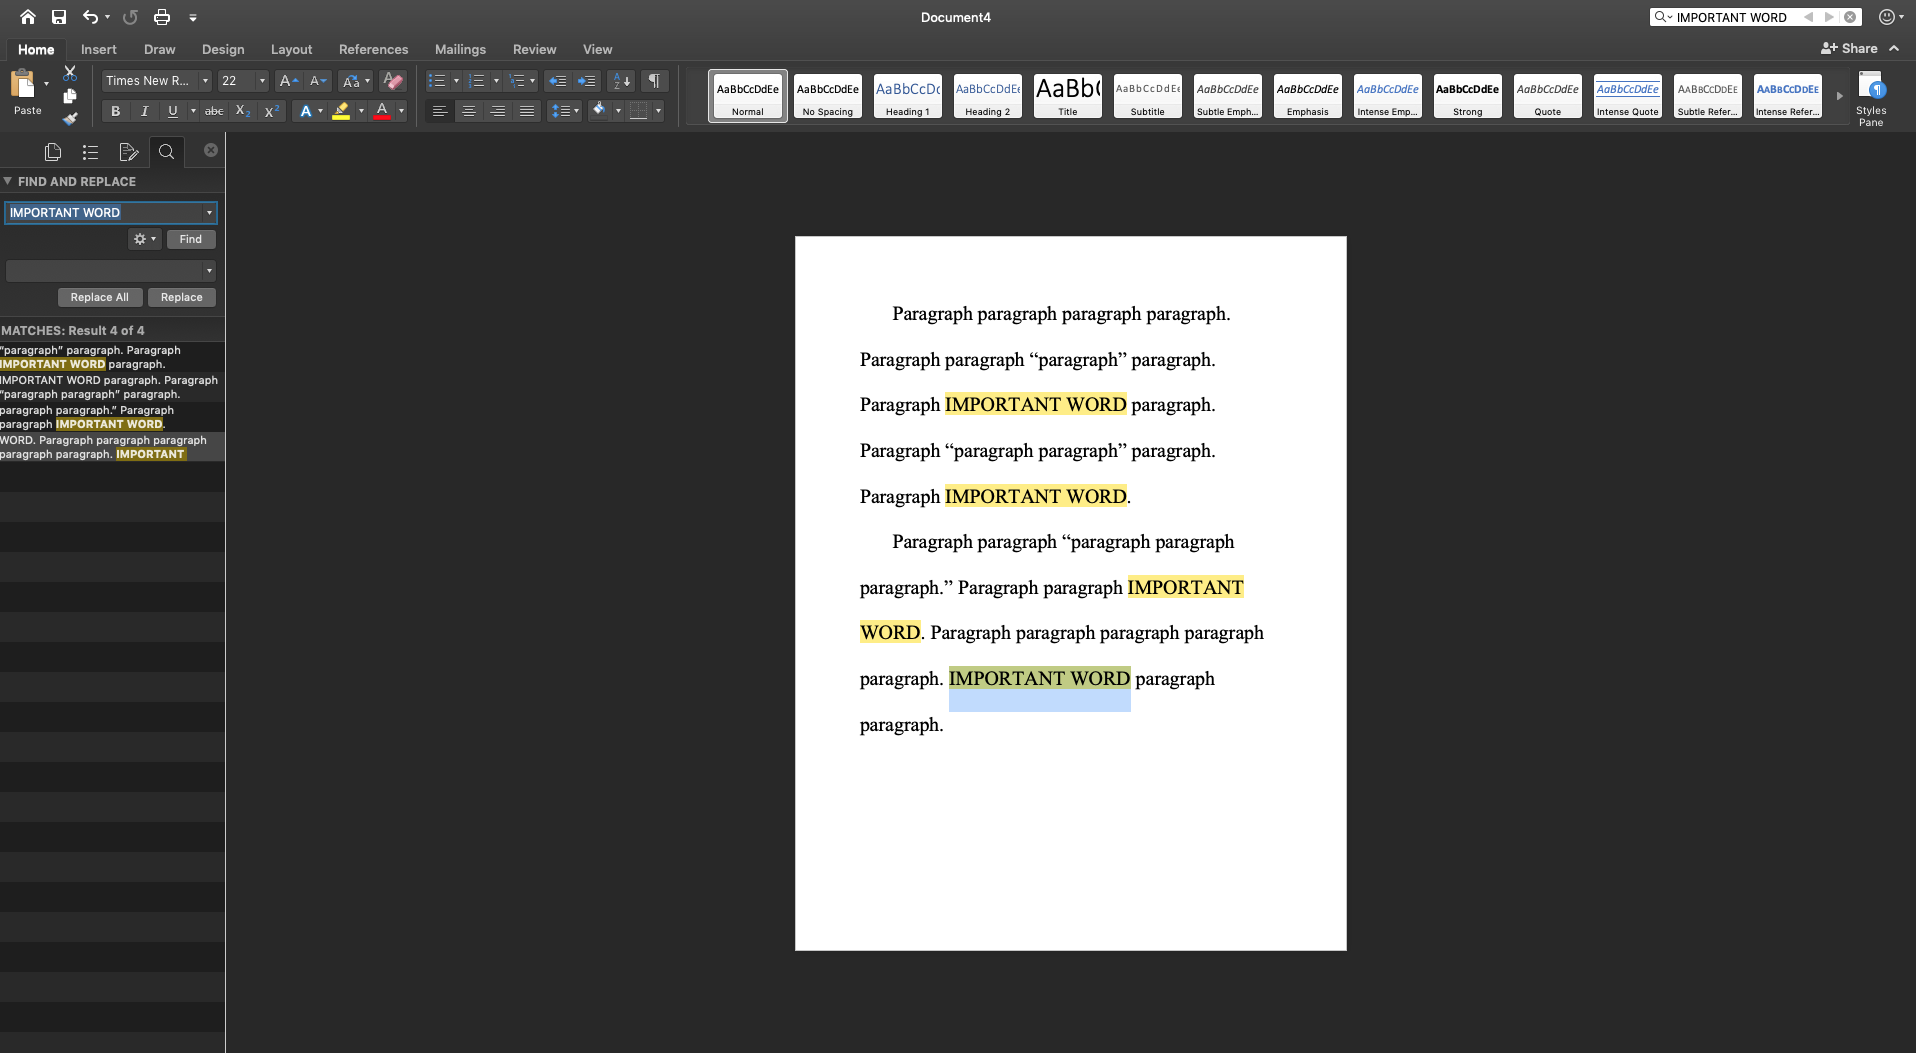 Document4
IMPORTANT WORD
Home Insert Draw Design Layout References Mailings Review View
Share
Paste
Times New R... 22
AaBbCcDdEe AaBbCcDdEe AaBbCcDc AaBbCcDdEe AaBb( AaBbCcDdEe AaBbCcDdEe AaBbCcDdEe AaBbCcDdEe AaBbCcDdEe AaBbCcDdEe AaBbCcDdEe AABBCCDDEE AABBCCDDEE
Normal No Spacing Heading 1 Heading 2 Title Subtitle Subtle Emph... Emphasis Intense Emp... Strong Quote Intense Quote Subtle Refer... Intense Refer...
Styles
Pane
B I U abc X2 X2 A A
FIND AND REPLACE
IMPORTANT WORD
Find
Replace All Replace
MATCHES: Result 4 of 4
"paragraph" paragraph. Paragraph
IMPORTANT WORD paragraph.
IMPORTANT WORD paragraph. Paragraph
"paragraph paragraph" paragraph.
paragraph paragraph." Paragraph
paragraph IMPORTANT WORD.
WORD. Paragraph paragraph paragraph
paragraph paragraph. IMPORTANT
Paragraph paragraph paragraph paragraph.
Paragraph paragraph “paragraph” paragraph.
Paragraph IMPORTANT WORD paragraph.
Paragraph “paragraph paragraph” paragraph.
Paragraph IMPORTANT WORD.
Paragraph paragraph “paragraph paragraph
paragraph.” Paragraph paragraph IMPORTANT
WORD. Paragraph paragraph paragraph paragraph
paragraph. IMPORTANT WORD paragraph
paragraph.